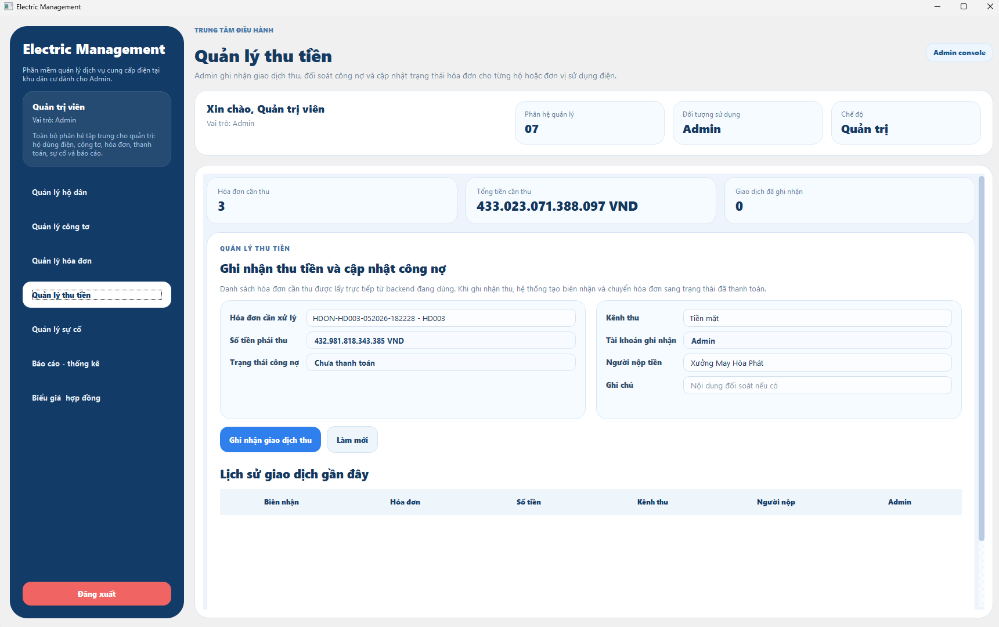 Electric Management
Electric Management
Phần mềm quản lý dịch vụ cung cấp điện tại
khu dân cư dành cho Admin.
Quản trị viên
Vai trò: Admin
Toàn bộ phân hệ tập trung cho quản trị:
hộ dùng điện, công tơ, hóa đơn, thanh
toán, sự cố và báo cáo.
Quản lý hộ dân
Quản lý công tơ
Quản lý hóa đơn
Quản lý thu tiền
Quản lý sự cố
Báo cáo - thống kê
Biểu giá  hợp đồng
Đăng xuất
TRUNG TÂM ĐIỀU HÀNH
Quản lý thu tiền
Admin console
Admin ghi nhận giao dịch thu, đối soát công nợ và cập nhật trạng thái hóa đơn cho từng hộ hoặc đơn vị sử dụng điện.
Xin chào, Quản trị viên
Vai trò: Admin
Phân hệ quản lý
07
Đối tượng sử dụng
Admin
Chế độ
Quản trị
Hóa đơn cần thu
3
Tổng tiền cần thu
433.023.071.388.097 VND
Giao dịch đã ghi nhận
0
QUẢN LÝ THU TIỀN
Ghi nhận thu tiền và cập nhật công nợ
Danh sách hóa đơn cần thu được lấy trực tiếp từ backend đang dùng. Khi ghi nhận thu, hệ thống tạo biên nhận và chuyển hóa đơn sang trạng thái đã thanh toán.
Hóa đơn cần xử lý HDON-HD003-052026-182228 - HD003
Số tiền phải thu 432.981.818.343.385 VND
Trạng thái công nợ Chưa thanh toán
Kênh thu Tiền mặt
Tài khoản ghi nhận Admin
Người nộp tiền Xưởng May Hòa Phát
Ghi chú Nội dung đối soát nếu có
Ghi nhận giao dịch thu Làm mới
Lịch sử giao dịch gần đây
Biên nhận Hóa đơn Số tiền Kênh thu Người nộp Admin